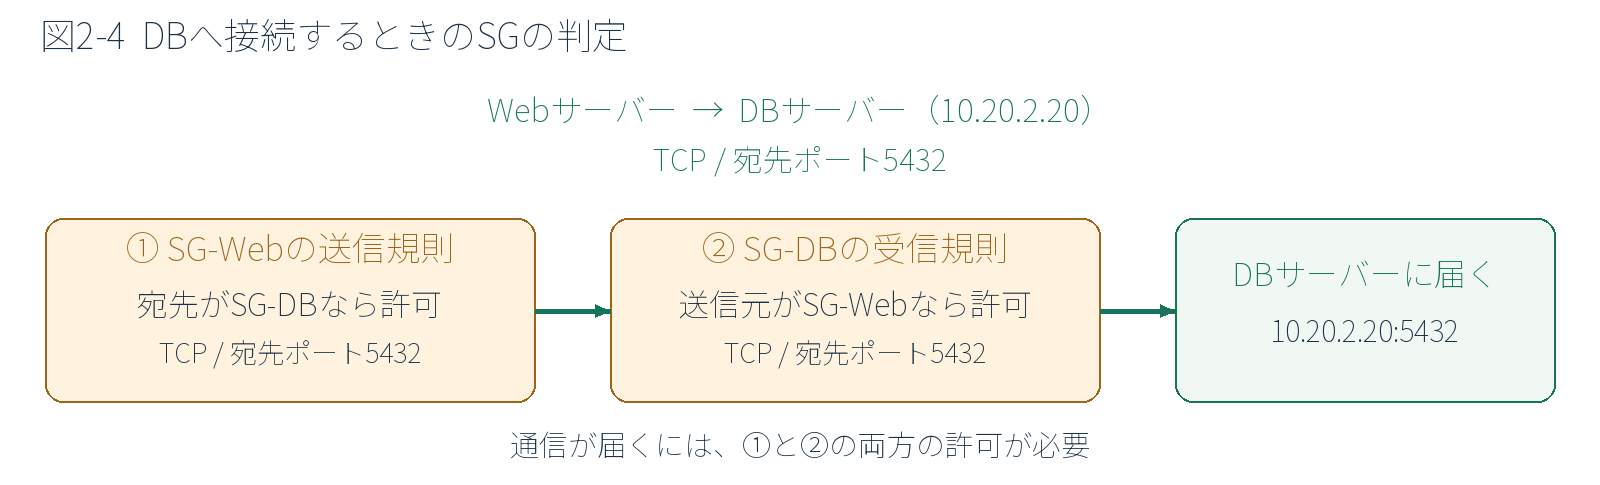 図2-4 DBへ接続するときのSGの判定
Webサーバー → DBサーバー（10.20.2.20）
TCP / 宛先ポート5432
① SG-Webの送信規則
宛先がSG-DBなら許可
TCP / 宛先ポート5432
② SG-DBの受信規則
送信元がSG-Webなら許可
TCP / 宛先ポート5432
DBサーバーに届く
10.20.2.20:5432
通信が届くには、①と②の両方の許可が必要